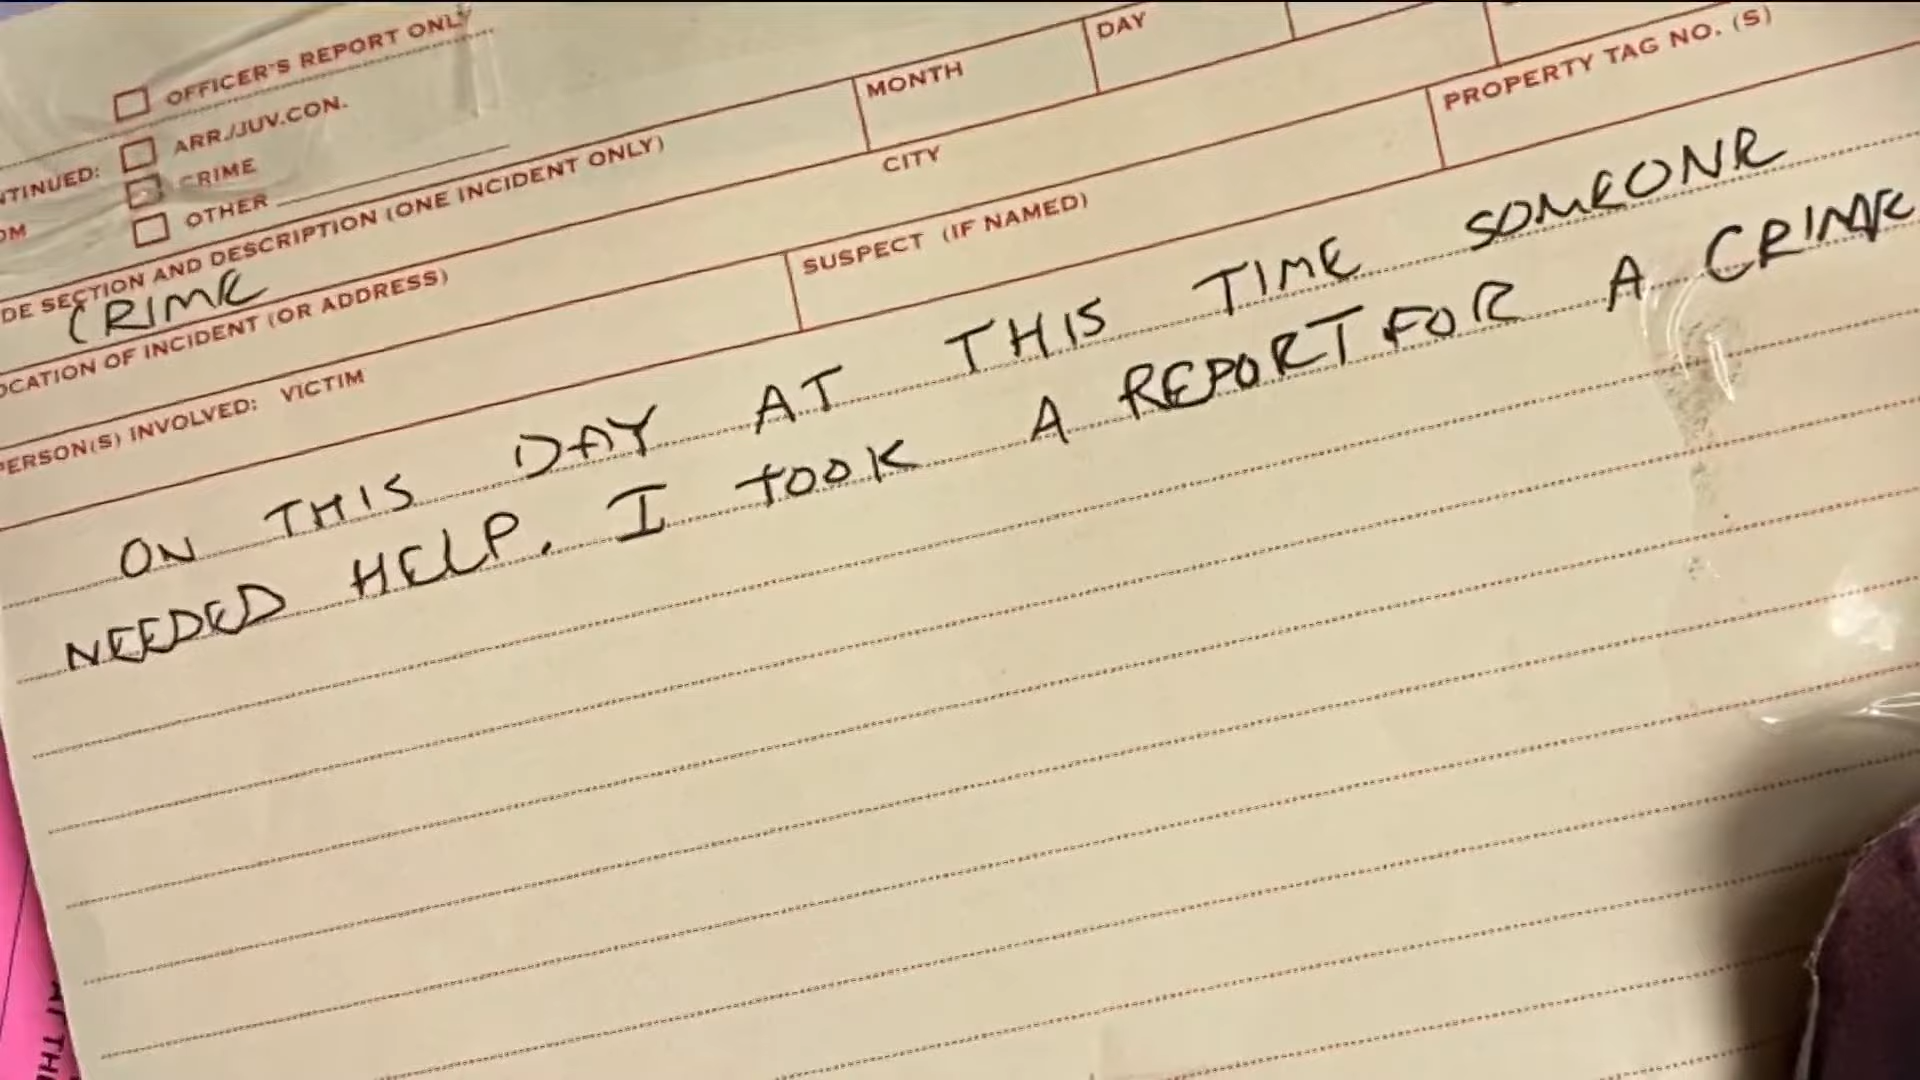 OFFICER'S REPORT ONLY
ARR./JUV.CON.
CRIME
OTHER
MONTH
DAY
DE SECTION AND DESCRIPTION (ONE INCIDENT ONLY)
CRIME
CITY
PROPERTY TAG NO. (S)
OCATION OF INCIDENT (OR ADDRESS)
SUSPECT (IF NAMED)
PERSON(S) INVOLVED: VICTIM
ON THIS DAY AT THIS TIME SOMEONE
NEEDED HELP. I TOOK A REPORT FOR A CRIME